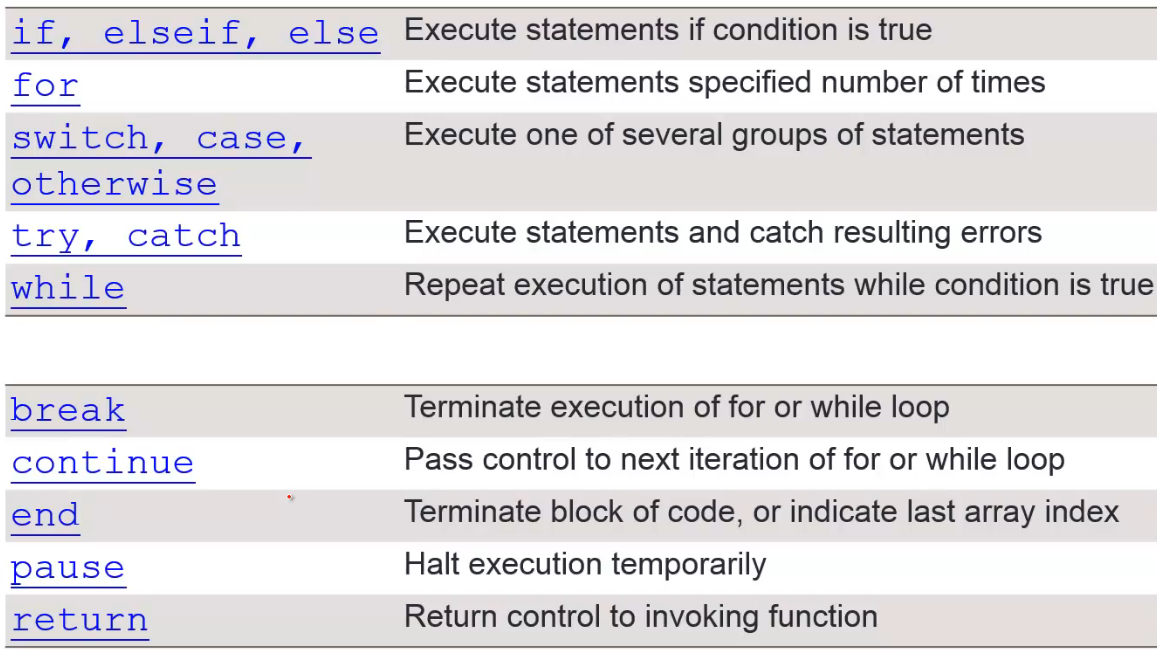 if, elseif, else Execute statements if condition is true
for Execute statements specified number of times
switch, case, Execute one of several groups of statements
otherwise
try, catch Execute statements and catch resulting errors
while Repeat execution of statements while condition is true
break Terminate execution of for or while loop
continue Pass control to next iteration of for or while loop
end Terminate block of code, or indicate last array index
pause Halt execution temporarily
return Return control to invoking function